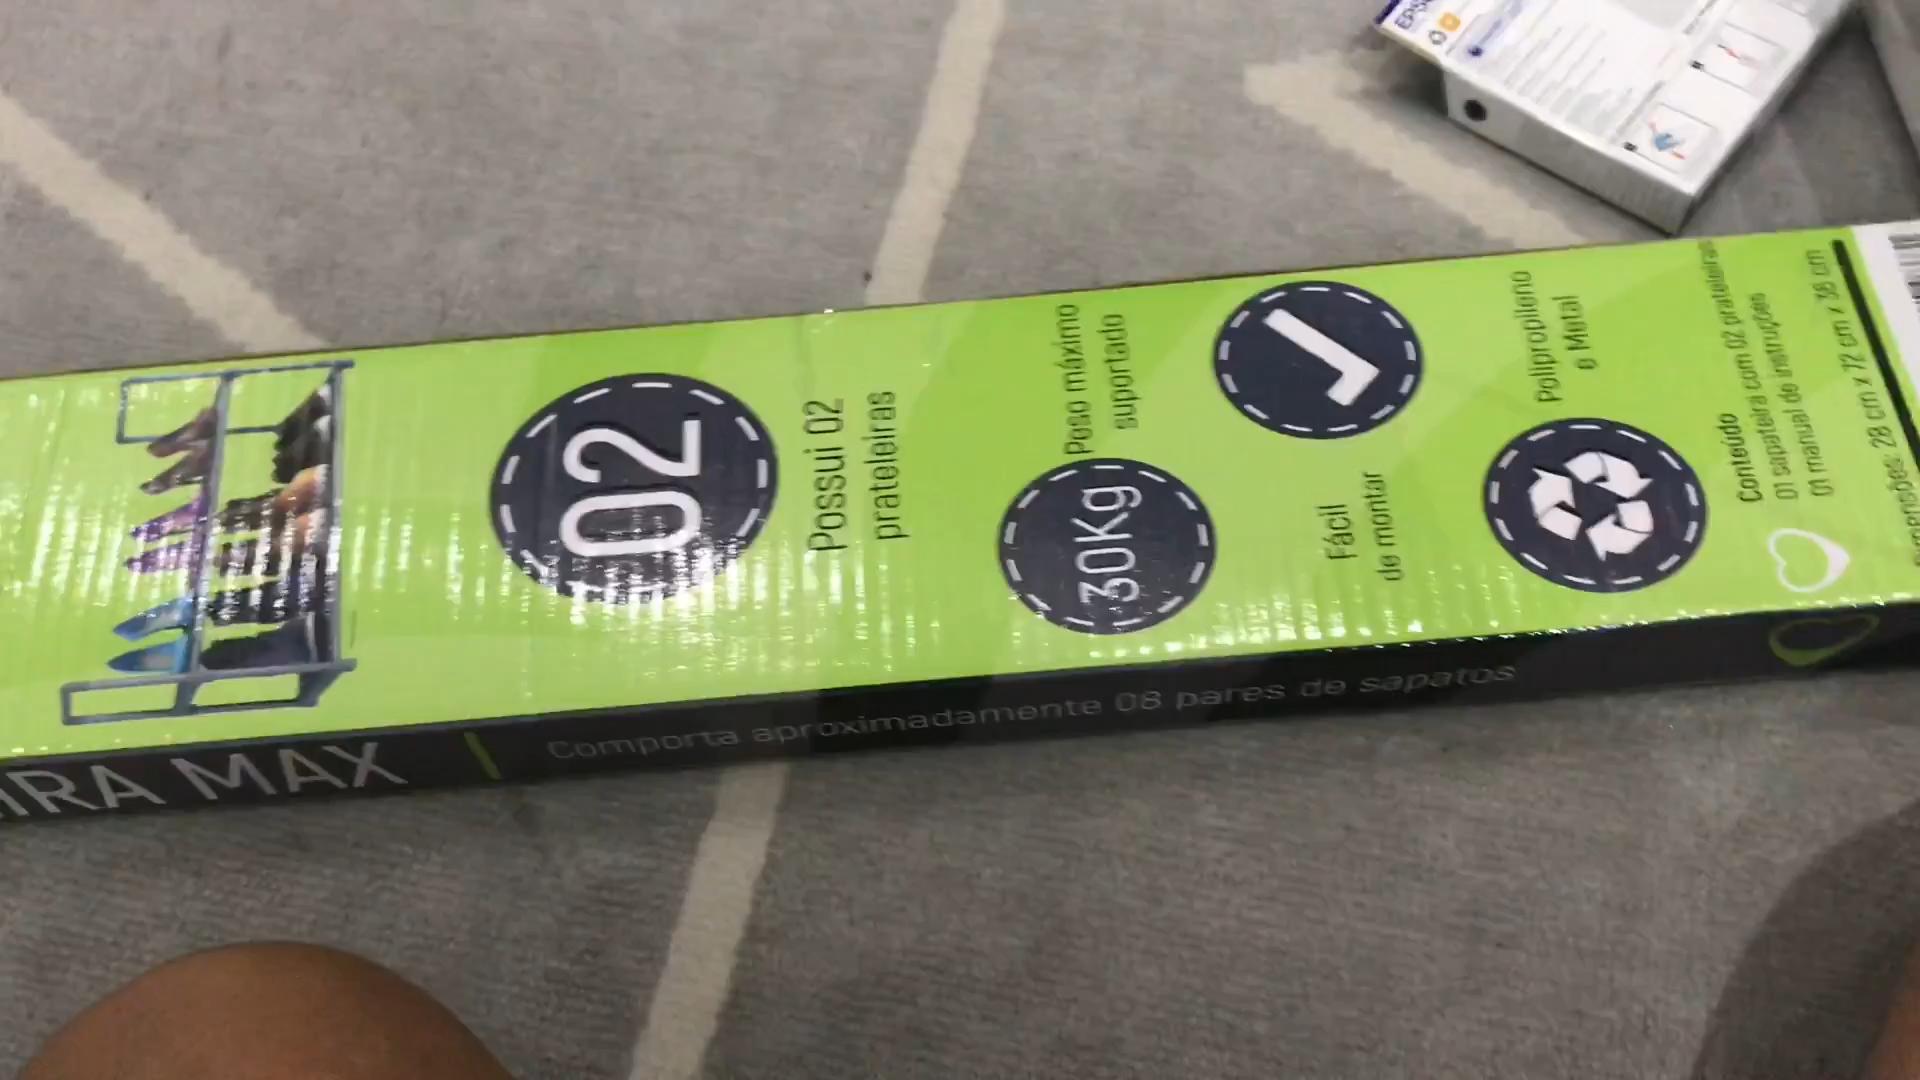 02
Possui 02
prateleiras
30Kg
Peso máximo
suportado
Fácil
de montar
Polipropileno
e Metal
Conteúdo
01 sapateira com 02 prateleiras
01 manual de instruções
28 cm x 72 cm x 38 cm
MAX
Comporta aproximadamente 08 pares de sapatos